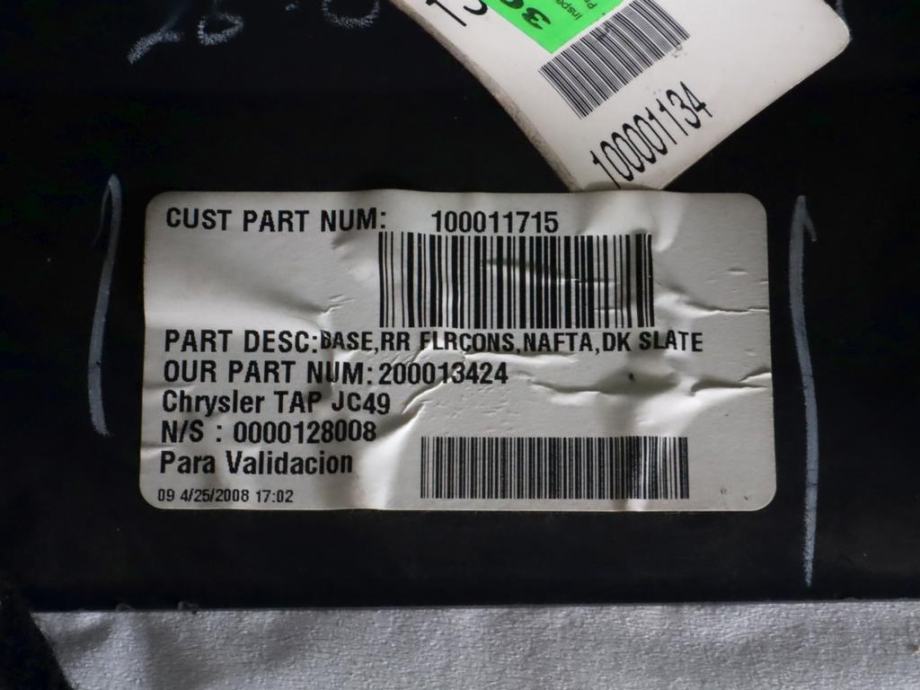 100001134
CUST PART NUM: 100011715
PART DESC:BASE,RR FLRCONS,NAFTA,DK SLATE
OUR PART NUM:200013424
Chrysler TAP JC49
N/S : 0000128008
Para Validacion
09 4/25/2008 17:02